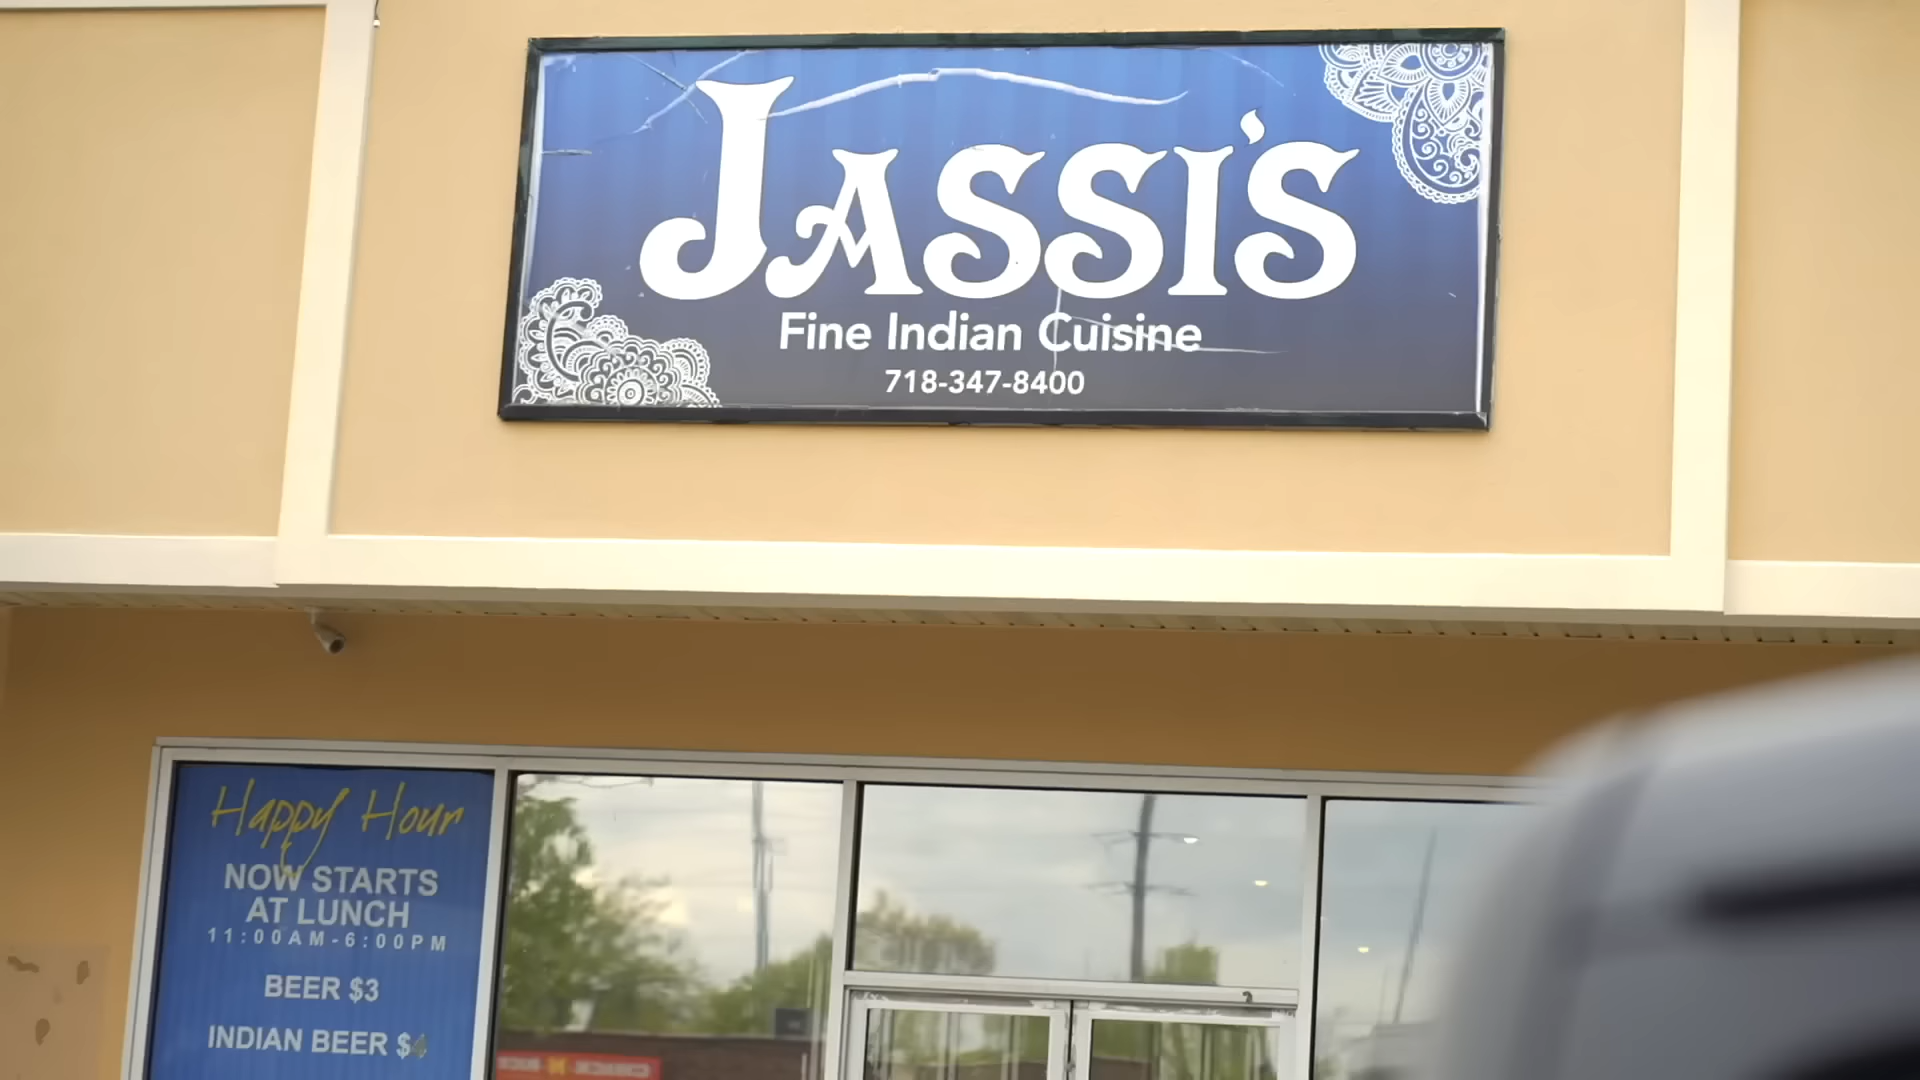 JASSI'S
Fine Indian Cuisine
718-347-8400
Happy Hour
NOW STARTS
AT LUNCH
11:00AM-6:00PM
BEER $3
INDIAN BEER $4